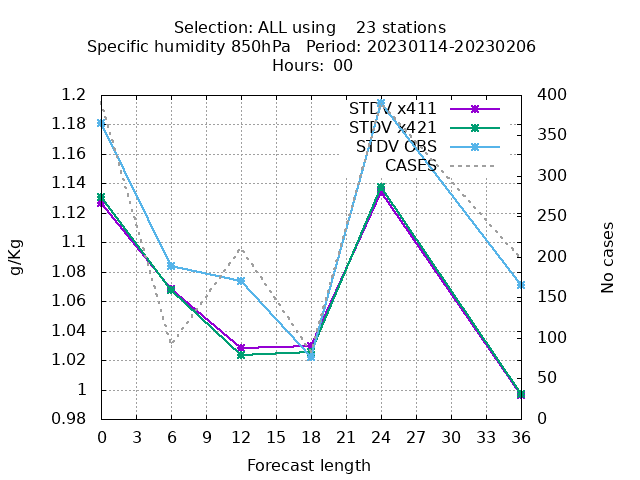 Selection: ALL using    23 stations
Specific humidity 850hPa   Period: 20230114-20230206
Hours:  00
1.2
1.18
1.16
1.14
1.12
1.1
1.08
1.06
1.04
1.02
1
0.98
g/Kg
STDV x411
STDV x421
STDV OBS
CASES
400
350
300
250
200
150
100
50
0
No cases
0 3 6 9 12 15 18 21 24 27 30 33 36
Forecast length